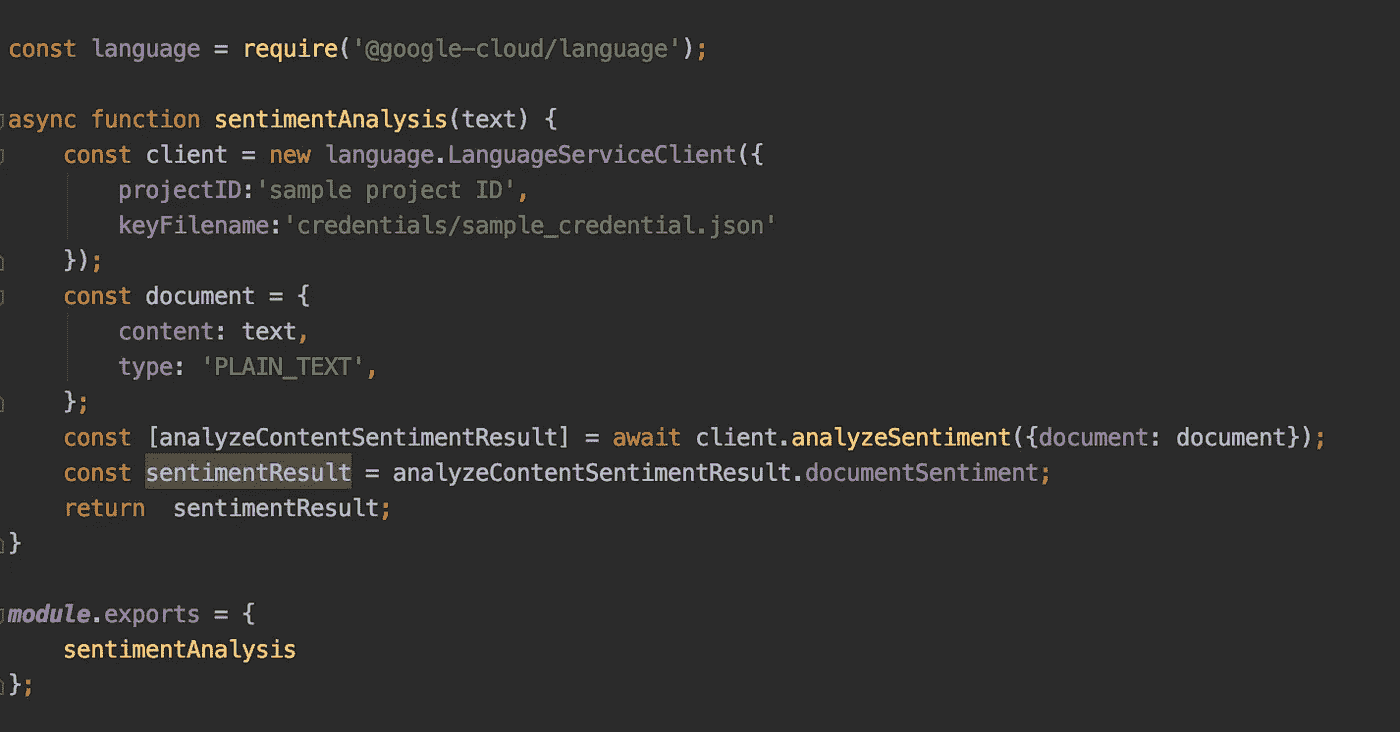 const language = require('@google-cloud/language');
async function sentimentAnalysis(text) {
    const client = new language.LanguageServiceClient({
        projectID:'sample project ID',
        keyFilename:'credentials/sample_credential.json'
    });
    const document = {
        content: text,
        type: 'PLAIN_TEXT',
    };
    const [analyzeContentSentimentResult] = await client.analyzeSentiment({document: document});
    const sentimentResult = analyzeContentSentimentResult.documentSentiment;
    return  sentimentResult;
}
module.exports = {
    sentimentAnalysis
};